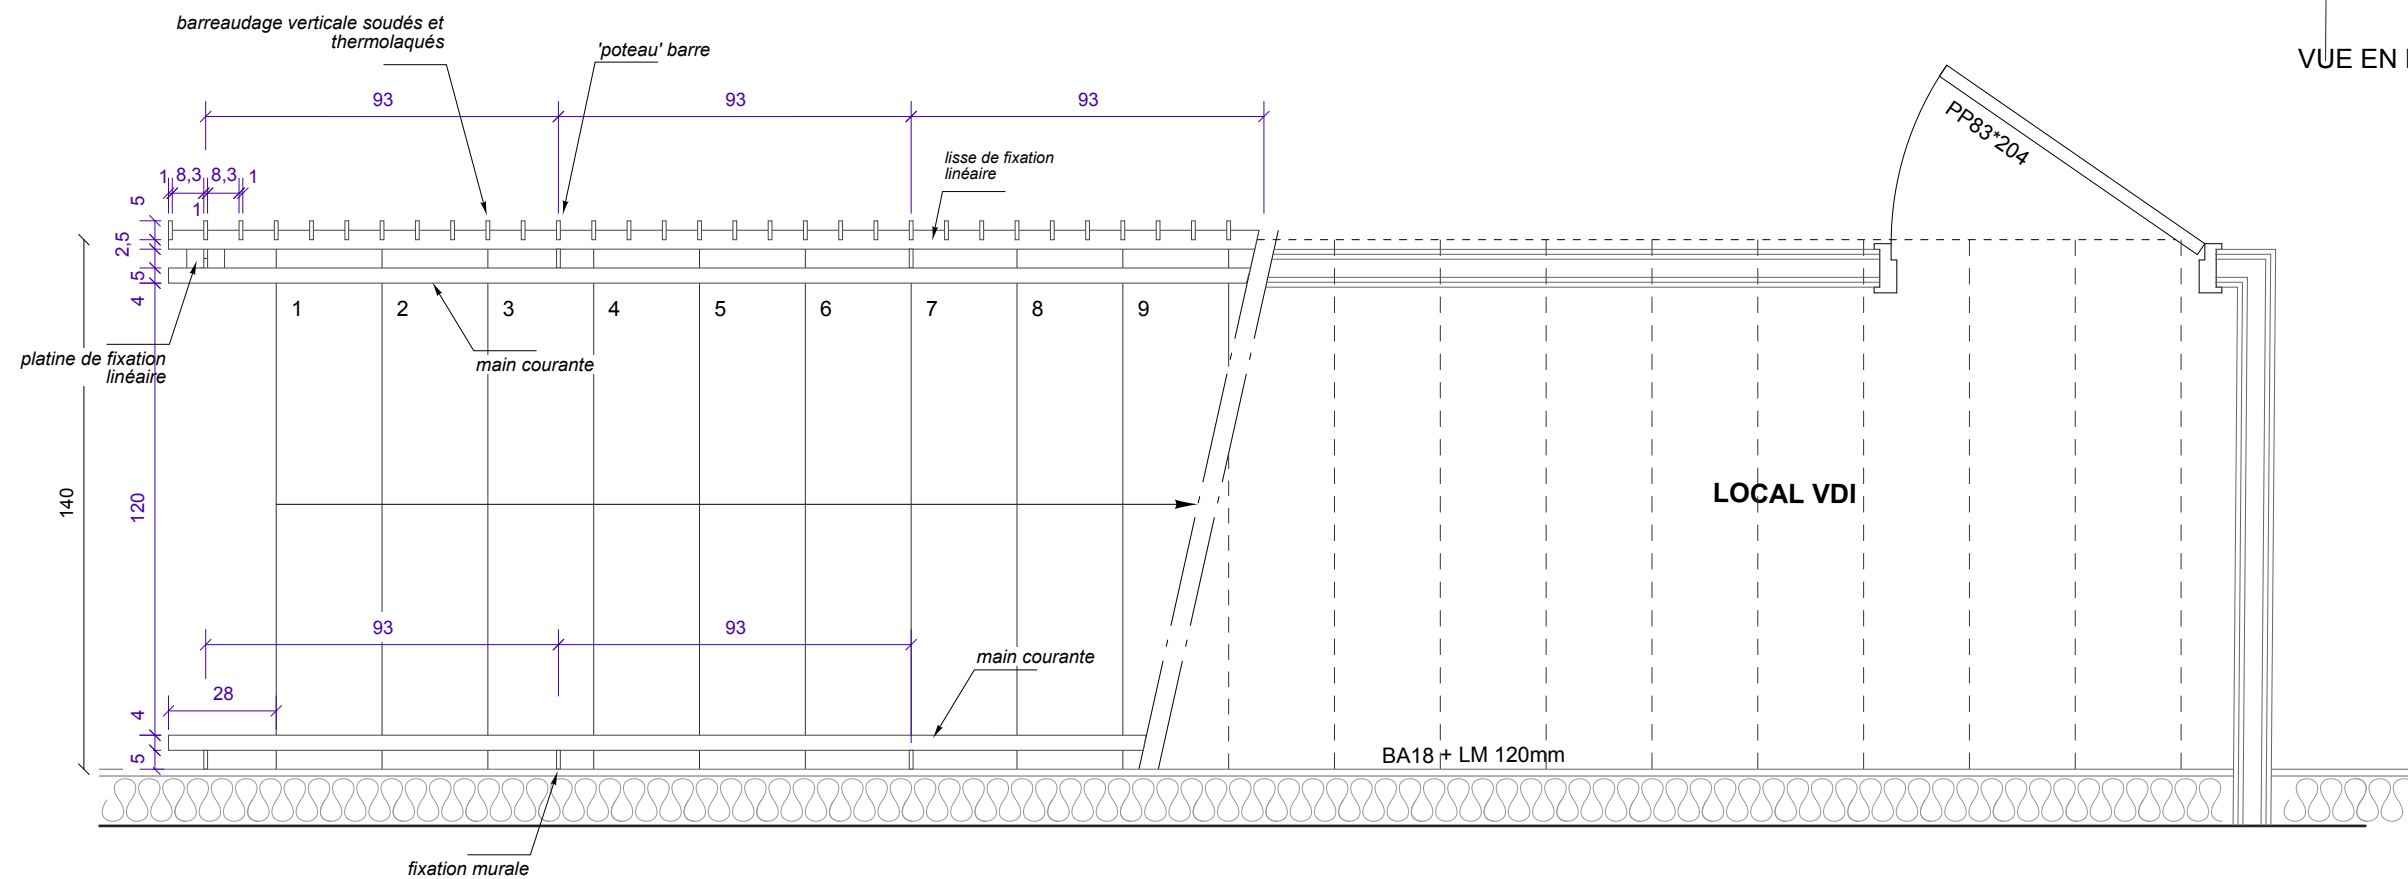 barreaudage verticale soudés et
thermolaqués
'poteau' barre
VUE EN
93
93
93
PP83*204
lisse de fixation
linéaire
1
8,3
8,3
1
1
5
2,5
5
4
1
2
3
4
5
6
7
8
9
platine de fixation
linéaire
main courante
140
120
LOCAL VDI
93
93
main courante
28
4
5
BA18 + LM 120mm
fixation murale